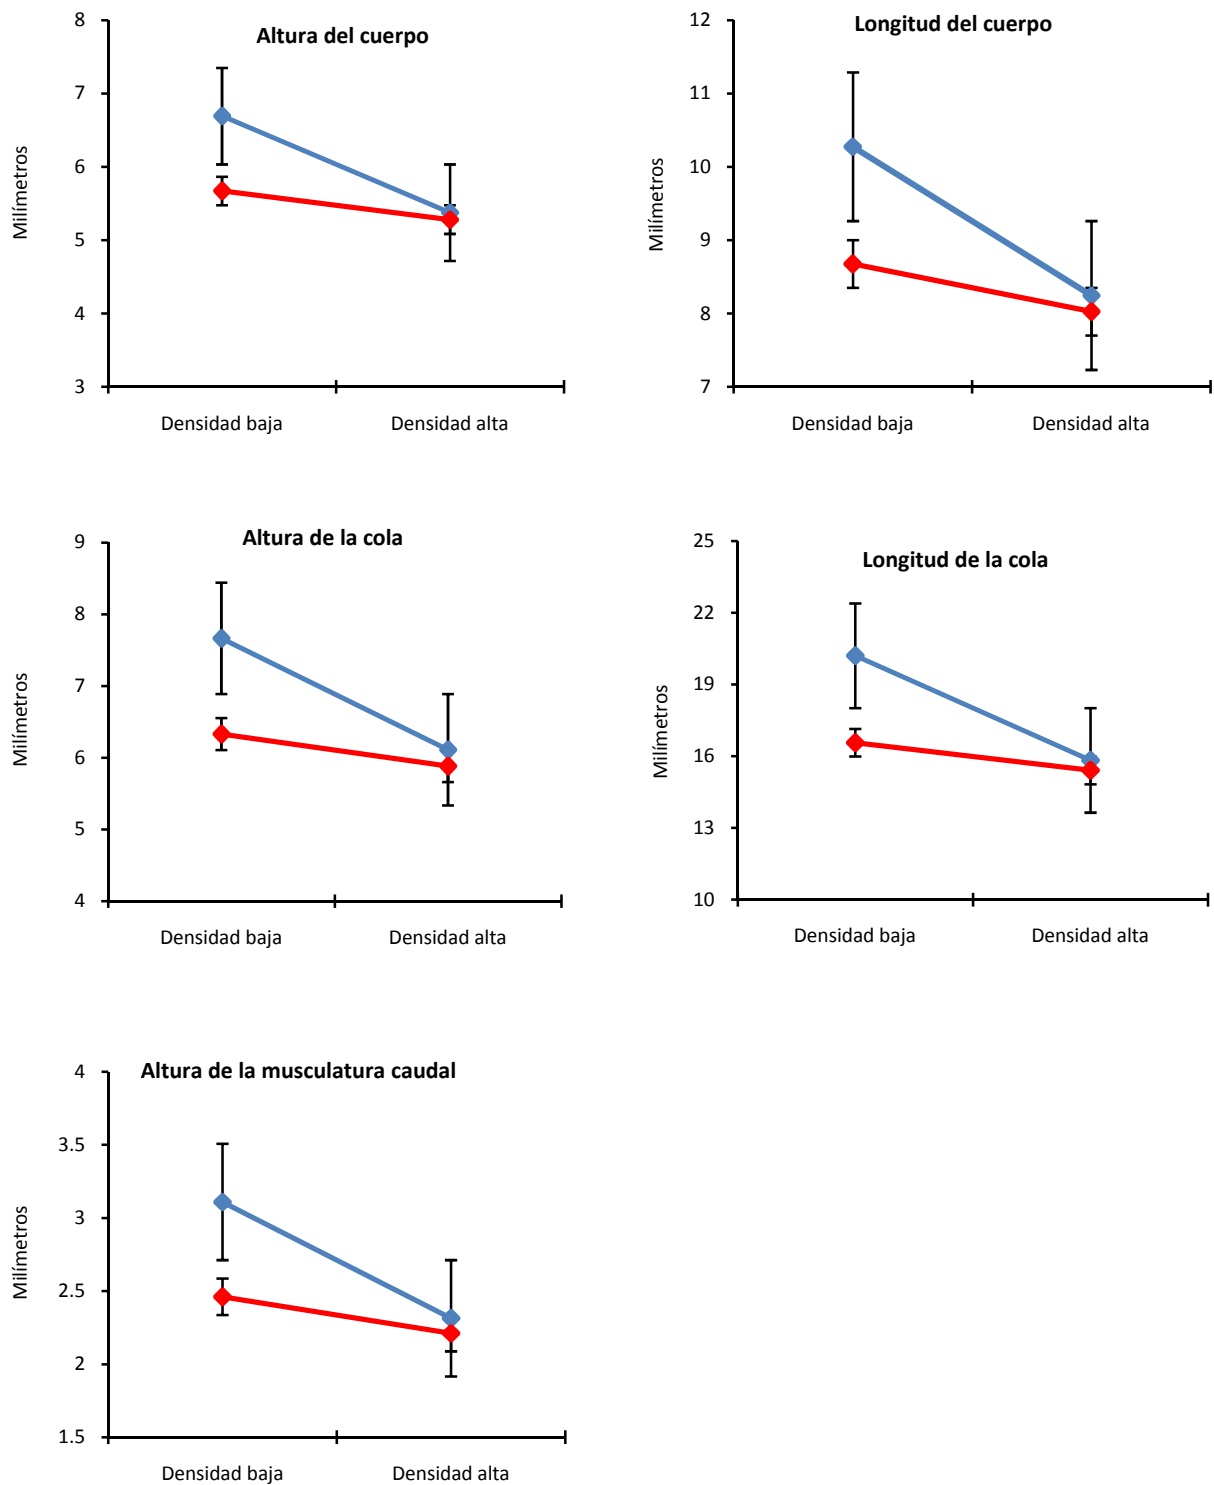 Altura del cuerpo
Milímetros
8
7
6
5
4
3
Densidad baja
Densidad alta
Longitud del cuerpo
Milímetros
12
11
10
9
8
7
Densidad baja
Densidad alta
Altura de la cola
Milímetros
9
8
7
6
5
4
Densidad baja
Densidad alta
Longitud de la cola
Milímetros
25
22
19
16
13
10
Densidad baja
Densidad alta
Altura de la musculatura caudal
Milímetros
4
3.5
3
2.5
2
1.5
Densidad baja
Densidad alta